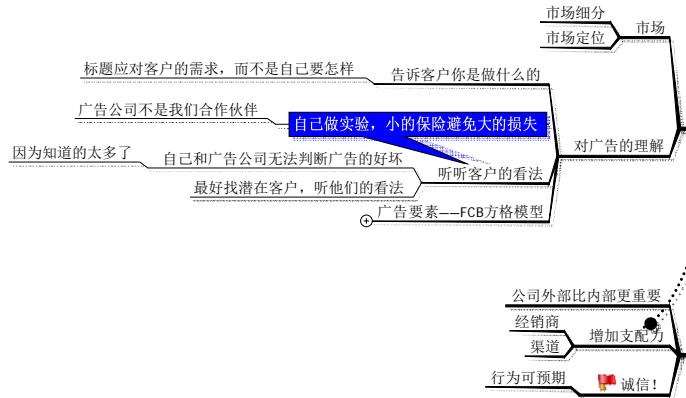 市场细分
市场
市场定位
标题应对客户的需求，而不是自己要怎样
告诉客户你是做什么的
广告公司不是我们合作伙伴
自己做实验，小的保险避免大的损失
对广告的理解
因为知道的太多了
自己和广告公司无法判断广告的好坏
听听客户的看法
最好找潜在客户，听他们的看法
广告要素——FCB方格模型
公司外部比内部更重要
经销商
增加支配力
渠道
行为可预期
诚信！